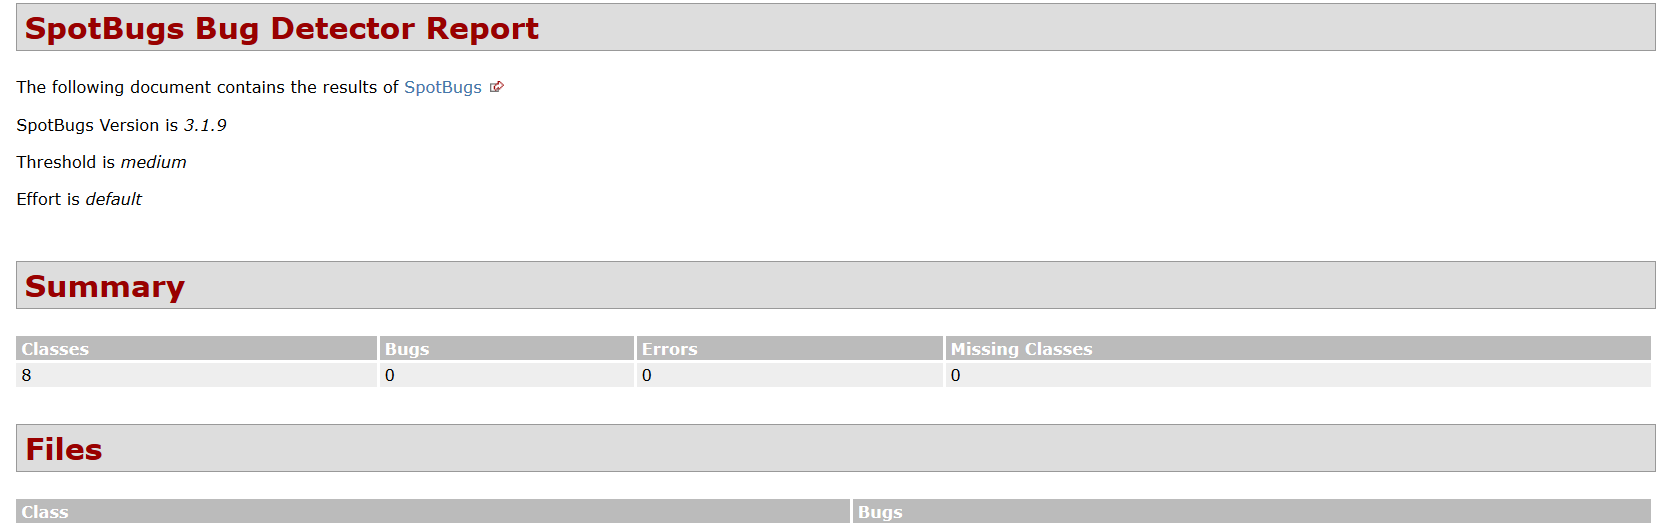 SpotBugs Bug Detector Report
The following document contains the results of SpotBugs
SpotBugs Version is 3.1.9
Threshold is medium
Effort is default
Summary
Classes Bugs Errors Missing Classes
8 0 0 0
Files
Class Bugs